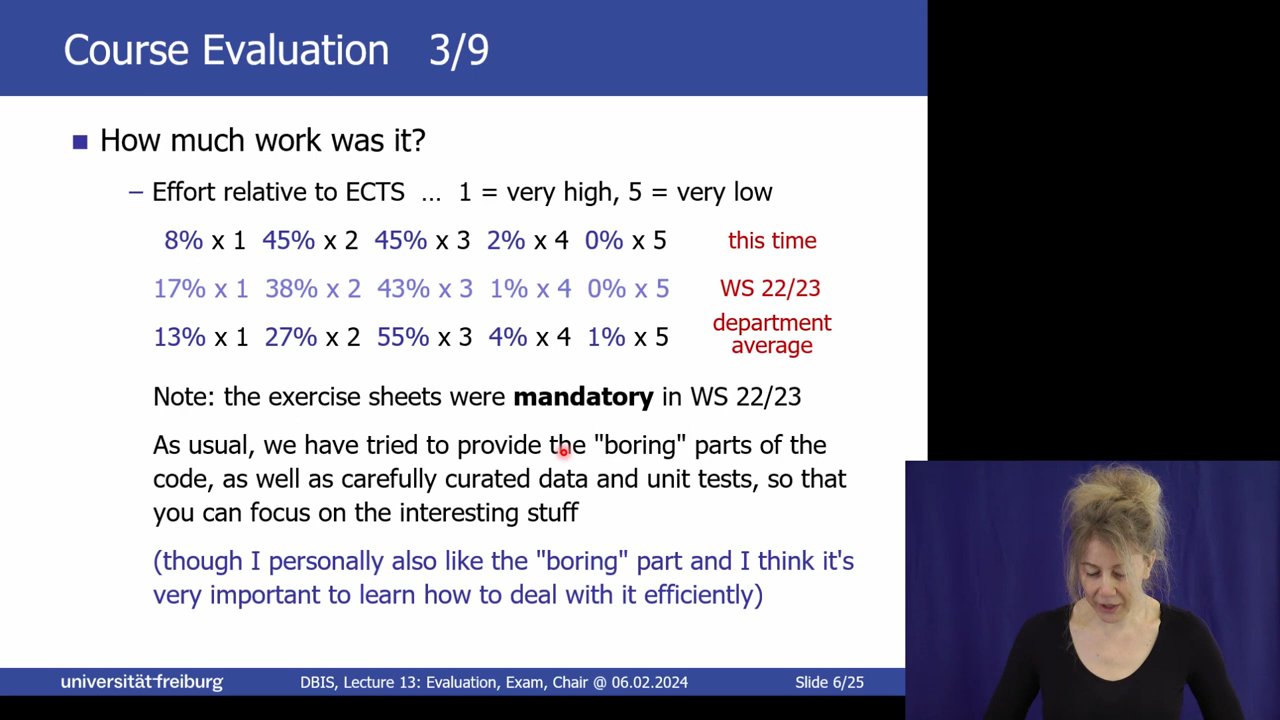 Course Evaluation 3/9
How much work was it?
– Effort relative to ECTS … 1 = very high, 5 = very low
8% x 1 45% x 2 45% x 3 2% x 4 0% x 5 this time
17% x 1 38% x 2 43% x 3 1% x 4 0% x 5 WS 22/23
13% x 1 27% x 2 55% x 3 4% x 4 1% x 5 department average
Note: the exercise sheets were mandatory in WS 22/23
As usual, we have tried to provide the "boring" parts of the
code, as well as carefully curated data and unit tests, so that
you can focus on the interesting stuff
(though I personally also like the "boring" part and I think it's
very important to learn how to deal with it efficiently)
universität freiburg DBIS, Lecture 13: Evaluation, Exam, Chair @ 06.02.2024 Slide 6/25